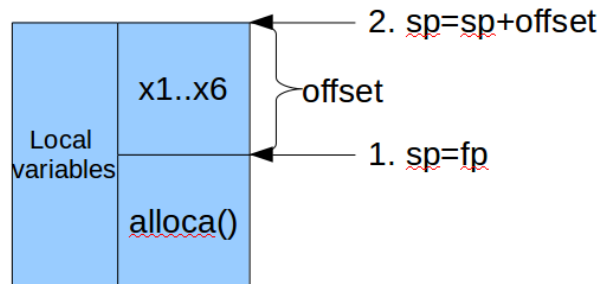 2. sp=sp+offset
x1..x6
offset
Local
variables
1. sp=fp
alloca()